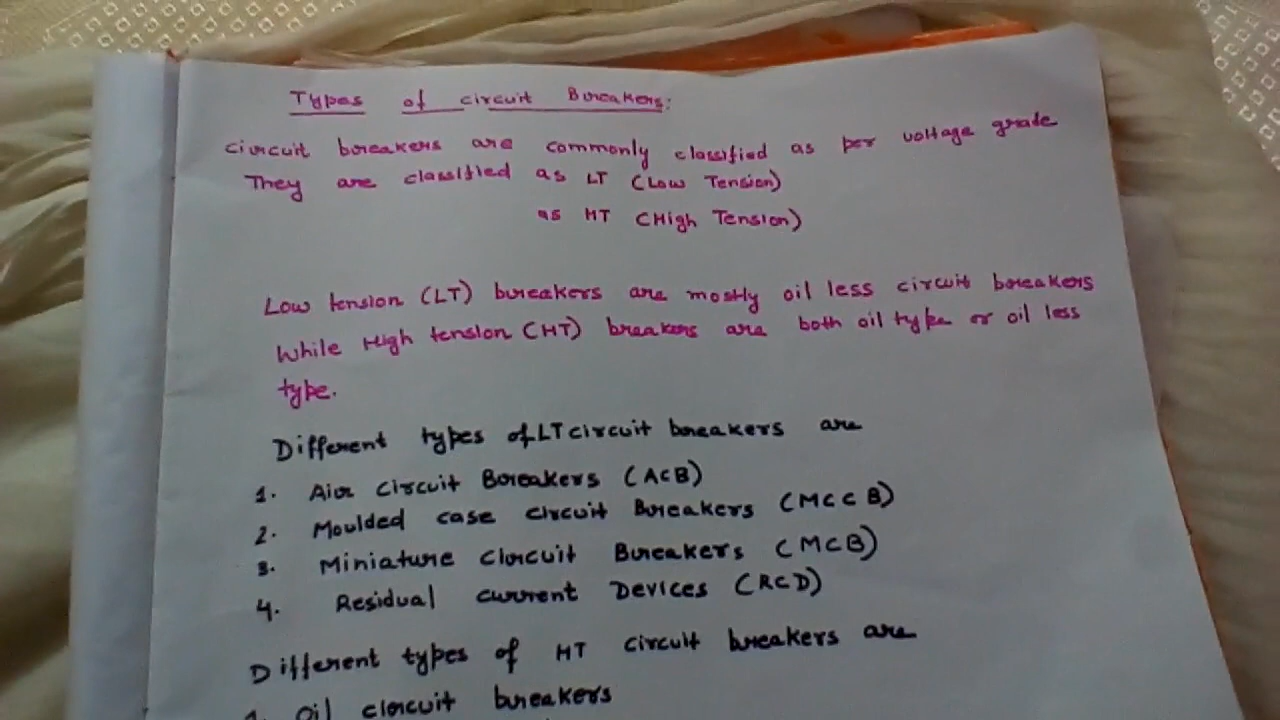 Types of circuit Breakers:
circuit breakers are commonly classified as per voltage grade
They are classified as LT (Low Tension)
as HT (High Tension)
Low tension (LT) breakers are mostly oil less circuit breakers
while High tension (HT) breakers are both oil type or oil less
type.
Different types of LT circuit breakers are
1. Air Circuit Breakers (ACB)
2. Moulded case circuit Breakers (MCCB)
3. Miniature circuit Breakers (MCB)
4. Residual current Devices (RCD)
Different types of HT circuit breakers are
1. Oil circuit breakers